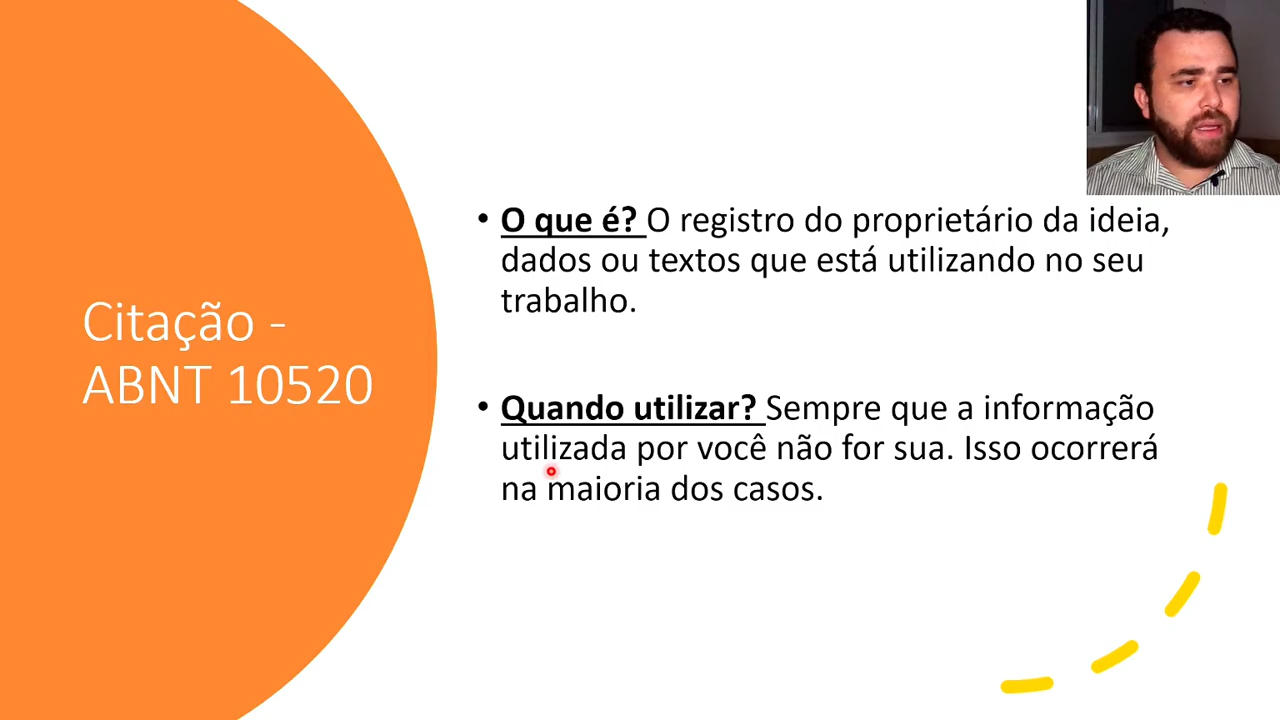 Citação -
ABNT 10520
• O que é? O registro do proprietário da ideia,
dados ou textos que está utilizando no seu
trabalho.
• Quando utilizar? Sempre que a informação
utilizada por você não for sua. Isso ocorrerá
na maioria dos casos.